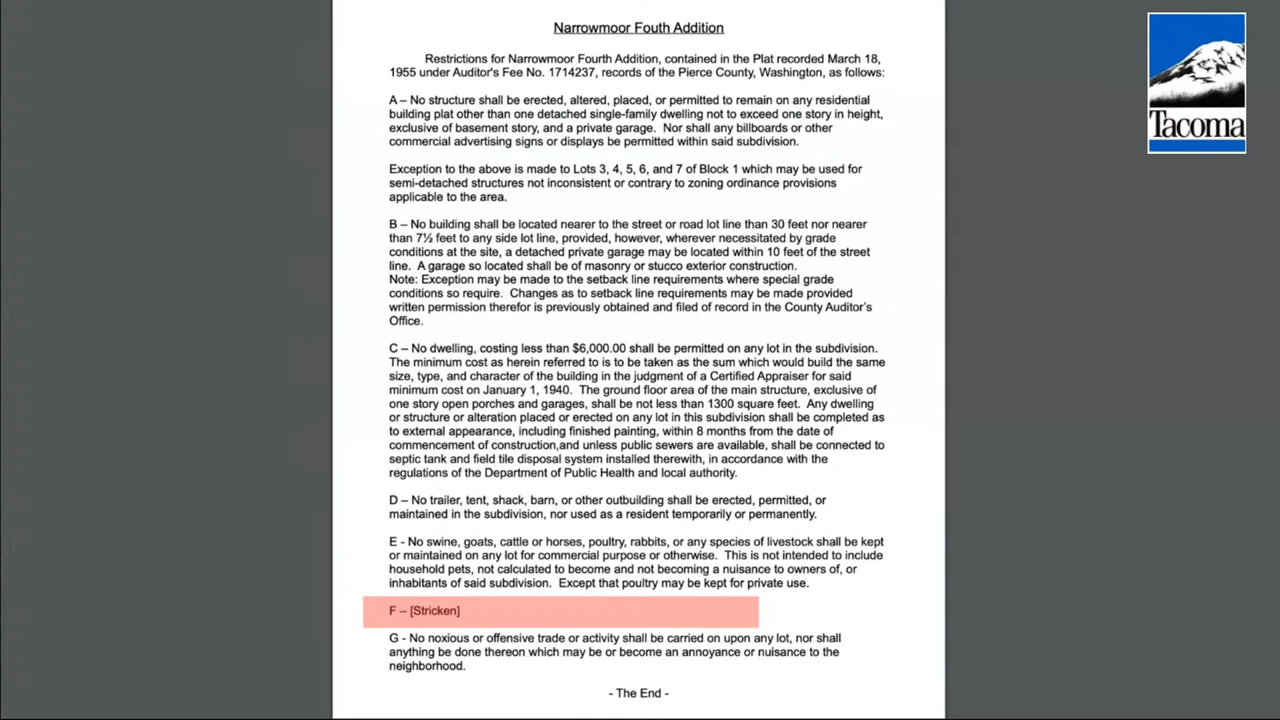 Narrowmoor Fouth Addition
Restrictions for Narrowmoor Fourth Addition, contained in the Plat recorded March 18,
1955 under Auditor's Fee No. 1714237, records of the Pierce County, Washington, as follows:
A – No structure shall be erected, altered, placed, or permitted to remain on any residential
building plat other than one detached single-family dwelling not to exceed one story in height,
exclusive of basement story, and a private garage.  Nor shall any billboards or other
commercial advertising signs or displays be permitted within said subdivision.
Exception to the above is made to Lots 3, 4, 5, 6, and 7 of Block 1 which may be used for
semi-detached structures not inconsistent or contrary to zoning ordinance provisions
applicable to the area.
B – No building shall be located nearer to the street or road lot line than 30 feet nor nearer
than 7½ feet to any side lot line, provided, however, wherever necessitated by grade
conditions at the site, a detached private garage may be located within 10 feet of the street
line.  A garage so located shall be of masonry or stucco exterior construction.
Note: Exception may be made to the setback line requirements where special grade
conditions so require.  Changes as to setback line requirements may be made provided
written permission therefor is previously obtained and filed of record in the County Auditor's
Office.
C – No dwelling, costing less than $6,000.00 shall be permitted on any lot in the subdivision.
The minimum cost as herein referred to is to be taken as the sum which would build the same
size, type, and character of the building in the judgment of a Certified Appraiser for said
minimum cost on January 1, 1940.  The ground floor area of the main structure, exclusive of
one story open porches and garages, shall be not less than 1300 square feet.  Any dwelling
or structure or alteration placed or erected on any lot in this subdivision shall be completed as
to external appearance, including finished painting, within 8 months from the date of
commencement of construction,and unless public sewers are available, shall be connected to
septic tank and field tile disposal system installed therewith, in accordance with the
regulations of the Department of Public Health and local authority.
D – No trailer, tent, shack, barn, or other outbuilding shall be erected, permitted, or
maintained in the subdivision, nor used as a resident temporarily or permanently.
E - No swine, goats, cattle or horses, poultry, rabbits, or any species of livestock shall be kept
or maintained on any lot for commercial purpose or otherwise.  This is not intended to include
household pets, not calculated to become and not becoming a nuisance to owners of, or
inhabitants of said subdivision.  Except that poultry may be kept for private use.
F – [Stricken]
G - No noxious or offensive trade or activity shall be carried on upon any lot, nor shall
anything be done thereon which may be or become an annoyance or nuisance to the
neighborhood.
- The End -
Tacoma